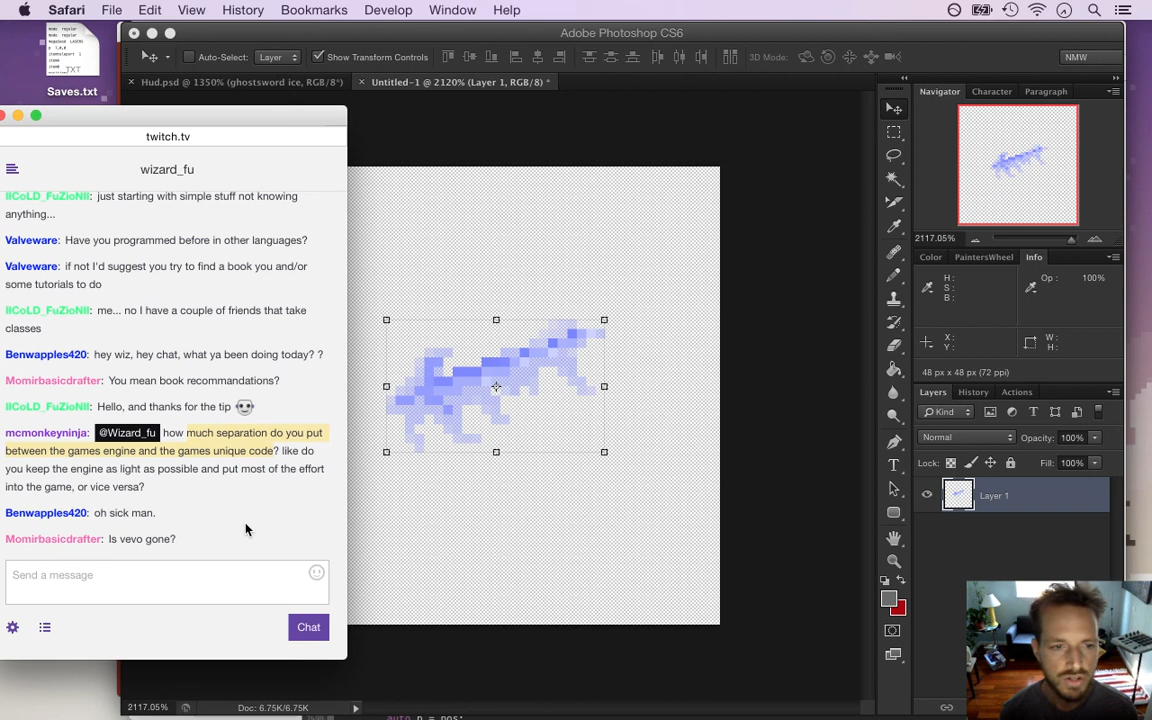 Safari File Edit View History Bookmarks Develop Window Help
TXT
Saves.txt
Adobe Photoshop CS6
Auto-Select: Layer Show Transform Controls 3D Mode: NMW
Hud.psd @ 1350% (ghostsword ice, RGB/8*) Untitled-1 @ 2120% (Layer 1, RGB/8) *
twitch.tv
wizard_fu
IICoLD_FuZioNII: just starting with simple stuff not knowing
anything...
Valveware: Have you programmed before in other languages?
Valveware: if not I'd suggest you try to find a book you and/or
some tutorials to do
IICoLD_FuZioNII: me... no I have a couple of friends that take
classes
Benwapples420: hey wiz, hey chat, what ya been doing today? ?
Momirbasicdrafter: You mean book recommandations?
IICoLD_FuZioNII: Hello, and thanks for the tip
mcmonkeyninja: @Wizard_fu how much separation do you put
between the games engine and the games unique code? like do
you keep the engine as light as possible and put most of the effort
into the game, or vice versa?
Benwapples420: oh sick man.
Momirbasicdrafter: Is vevo gone?
Send a message
Chat
Navigator Character Paragraph
2117.05%
Color PaintersWheel Info
H :
S :
B :
Op : 100%
X :
Y :
W :
H :
48 px x 48 px (72 ppi)
Layers History Actions
Kind
Normal Opacity: 100%
Lock: Fill: 100%
Layer 1
2117.05% Doc: 6.75K/6.75K
auto p = pos;